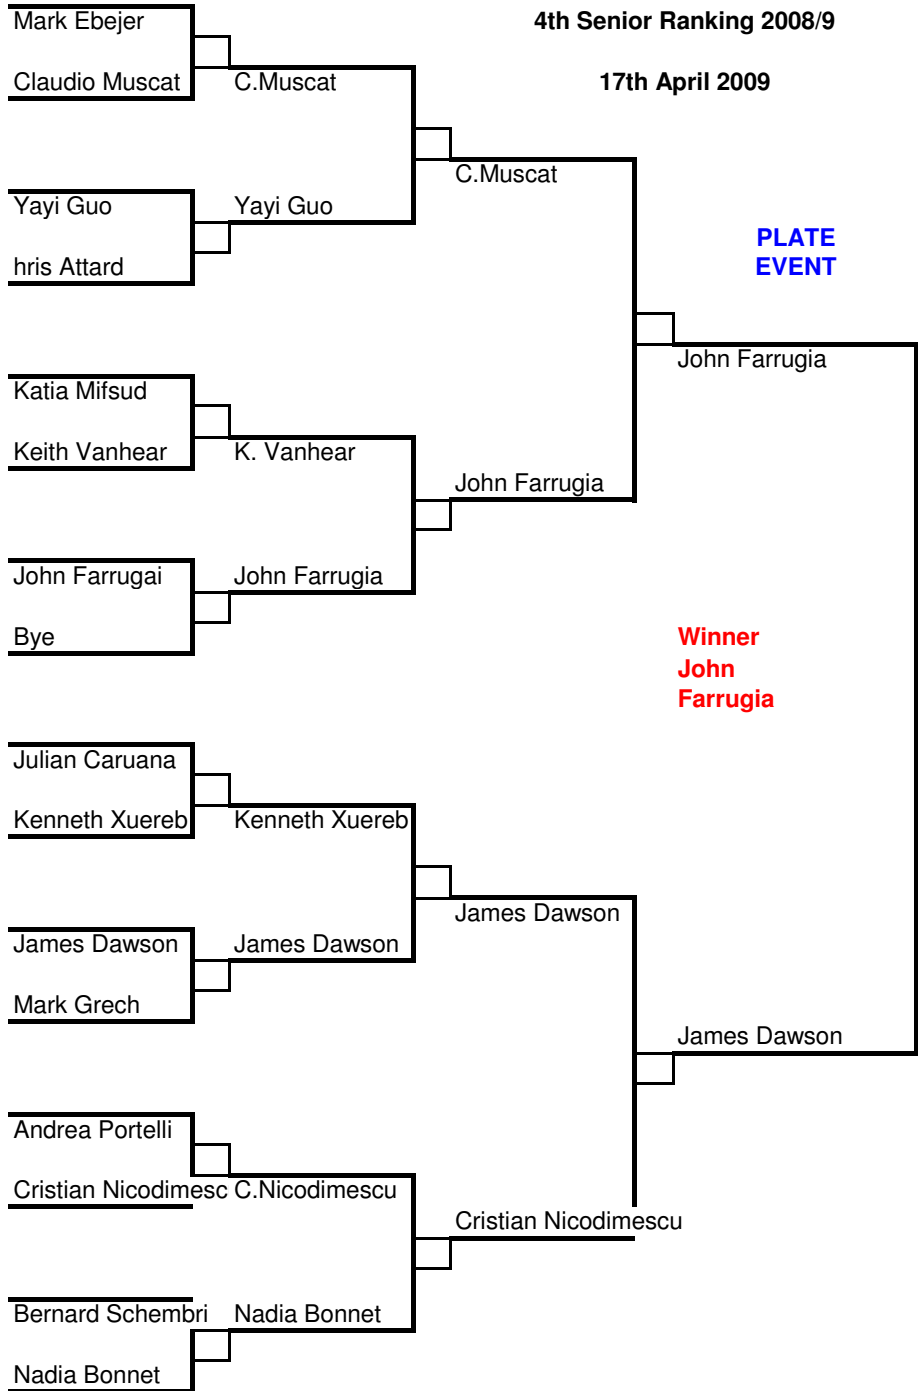 Mark Ebejer
4th Senior Ranking 2008/9
Claudio Muscat
C.Muscat
17th April 2009
C.Muscat
Yayi Guo
Yayi Guo
PLATE
EVENT
hris Attard
John Farrugia
Katia Mifsud
Keith Vanhear
K. Vanhear
John Farrugia
John Farrugai
John Farrugia
Bye
Winner
John
Farrugia
Julian Caruana
Kenneth Xuereb
Kenneth Xuereb
James Dawson
James Dawson
James Dawson
Mark Grech
James Dawson
Andrea Portelli
Cristian Nicodimesc
C.Nicodimescu
Cristian Nicodimescu
Bernard Schembri
Nadia Bonnet
Nadia Bonnet